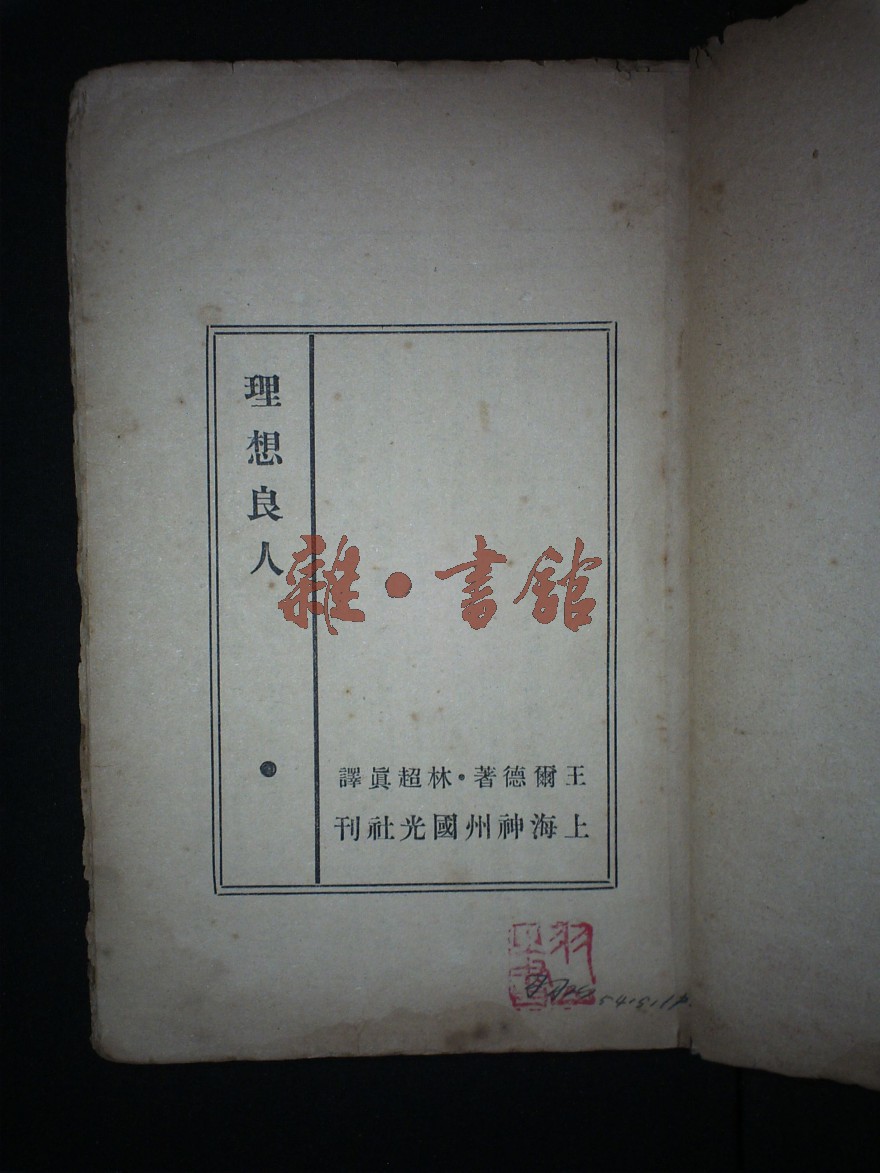 理想良人
王爾德著·林超眞譯
上海神州國光社刊
雜·書館